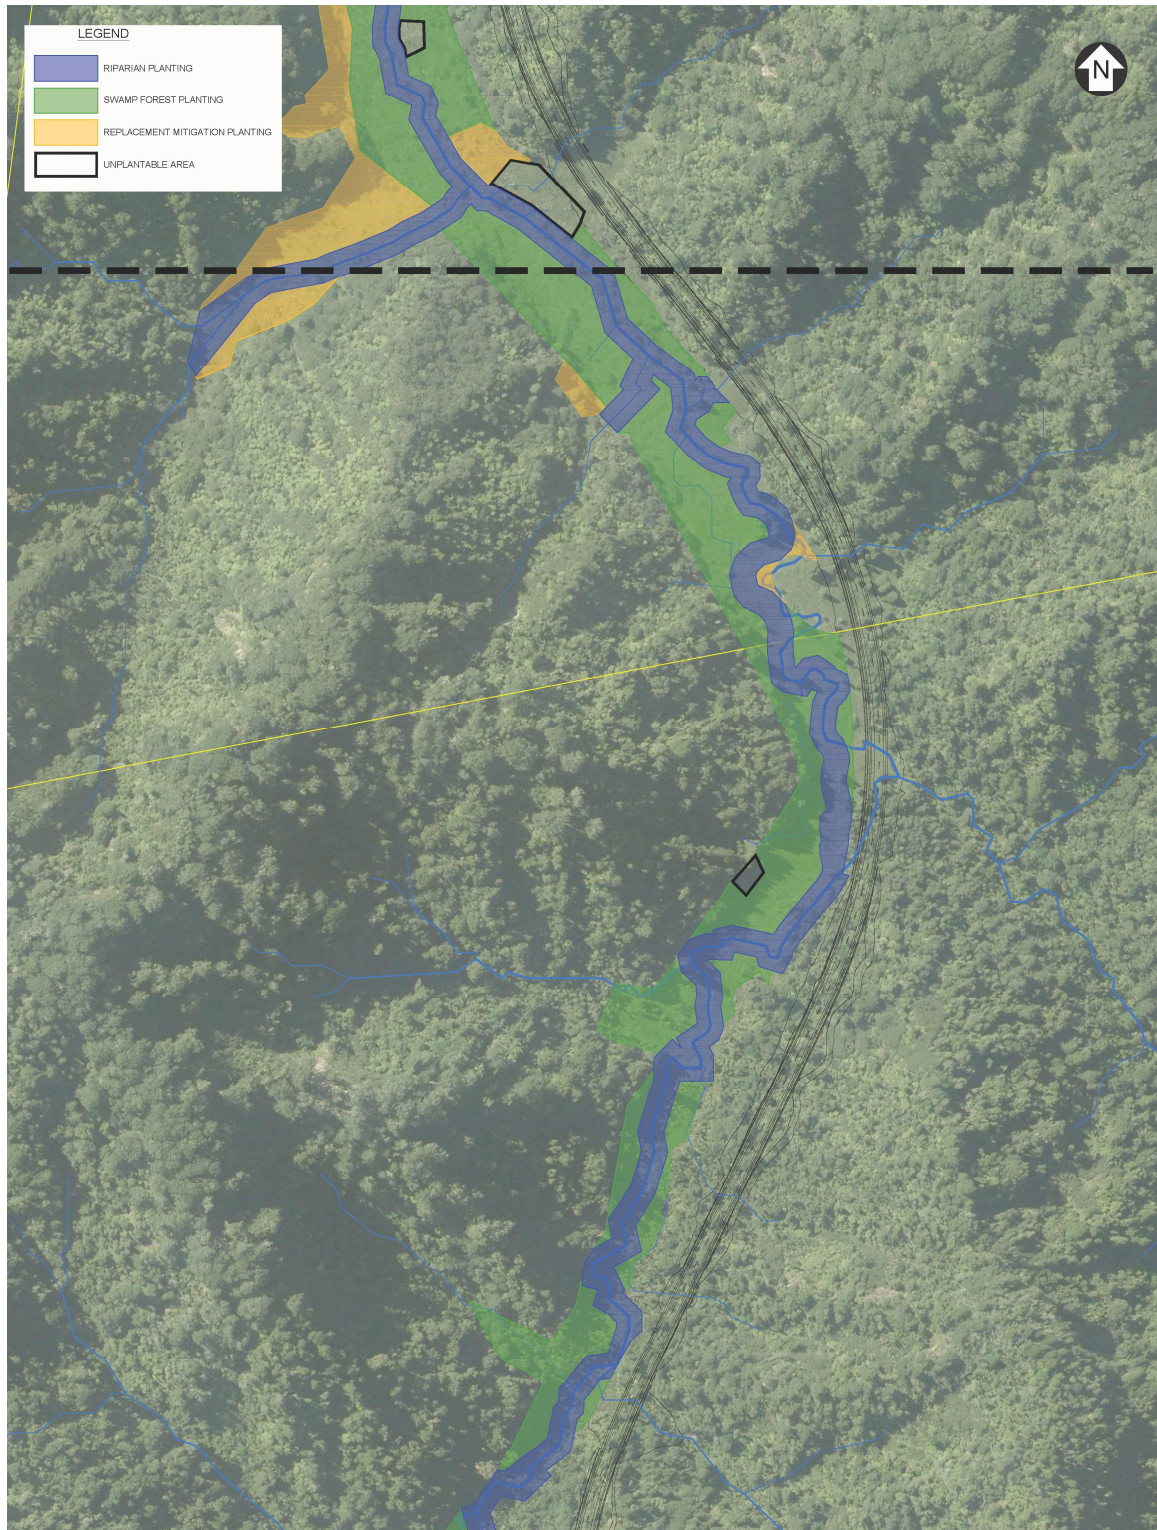 LEGEND
RIPARIAN PLANTING
SWAMP FOREST PLANTING
REPLACEMENT MITIGATION PLANTING
UNPLANTABLE AREA
N